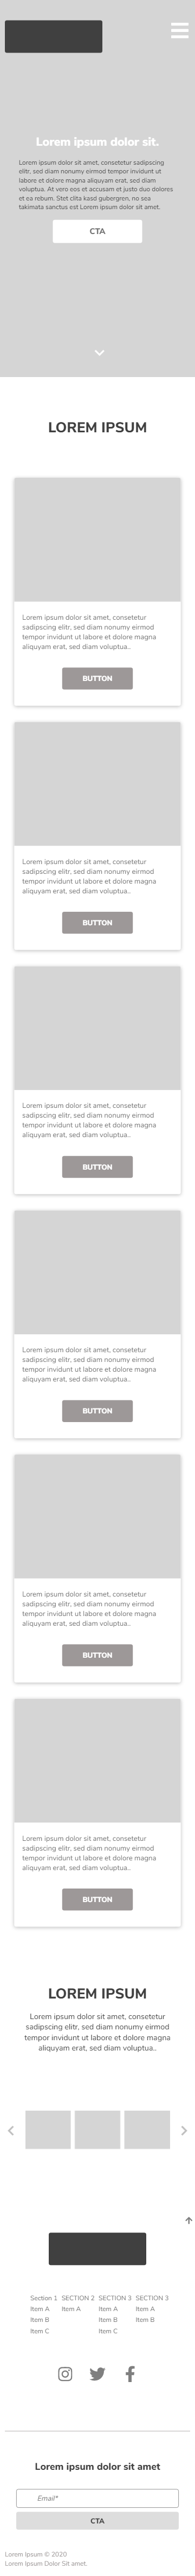 Lorem ipsum dolor sit.
Lorem ipsum dolor sit amet, consetetur sadipscing
elitr, sed diam nonumy eirmod tempor invidunt ut
labore et dolore magna aliquyam erat, sed diam
voluptua. At vero eos et accusam et justo duo dolores
et ea rebum. Stet clita kasd gubergren, no sea
takimata sanctus est Lorem ipsum dolor sit amet.
CTA
LOREM IPSUM
Lorem ipsum dolor sit amet, consetetur
sadipscing elitr, sed diam nonumy eirmod
tempor invidunt ut labore et dolore magna
aliquyam erat, sed diam voluptua..
BUTTON
Lorem ipsum dolor sit amet, consetetur
sadipscing elitr, sed diam nonumy eirmod
tempor invidunt ut labore et dolore magna
aliquyam erat, sed diam voluptua..
BUTTON
Lorem ipsum dolor sit amet, consetetur
sadipscing elitr, sed diam nonumy eirmod
tempor invidunt ut labore et dolore magna
aliquyam erat, sed diam voluptua..
BUTTON
Lorem ipsum dolor sit amet, consetetur
sadipscing elitr, sed diam nonumy eirmod
tempor invidunt ut labore et dolore magna
aliquyam erat, sed diam voluptua..
BUTTON
Lorem ipsum dolor sit amet, consetetur
sadipscing elitr, sed diam nonumy eirmod
tempor invidunt ut labore et dolore magna
aliquyam erat, sed diam voluptua..
BUTTON
Lorem ipsum dolor sit amet, consetetur
sadipscing elitr, sed diam nonumy eirmod
tempor invidunt ut labore et dolore magna
aliquyam erat, sed diam voluptua..
BUTTON
LOREM IPSUM
Lorem ipsum dolor sit amet, consetetur
sadipscing elitr, sed diam nonumy eirmod
tempor invidunt ut labore et dolore magna
aliquyam erat, sed diam voluptua..
Section 1 SECTION 2 SECTION 3 SECTION 3
Item A Item A Item A Item A
Item B Item B Item B
Item C Item C
Lorem ipsum dolor sit amet
Email*
CTA
Lorem Ipsum © 2020
Lorem Ipsum Dolor Sit amet.